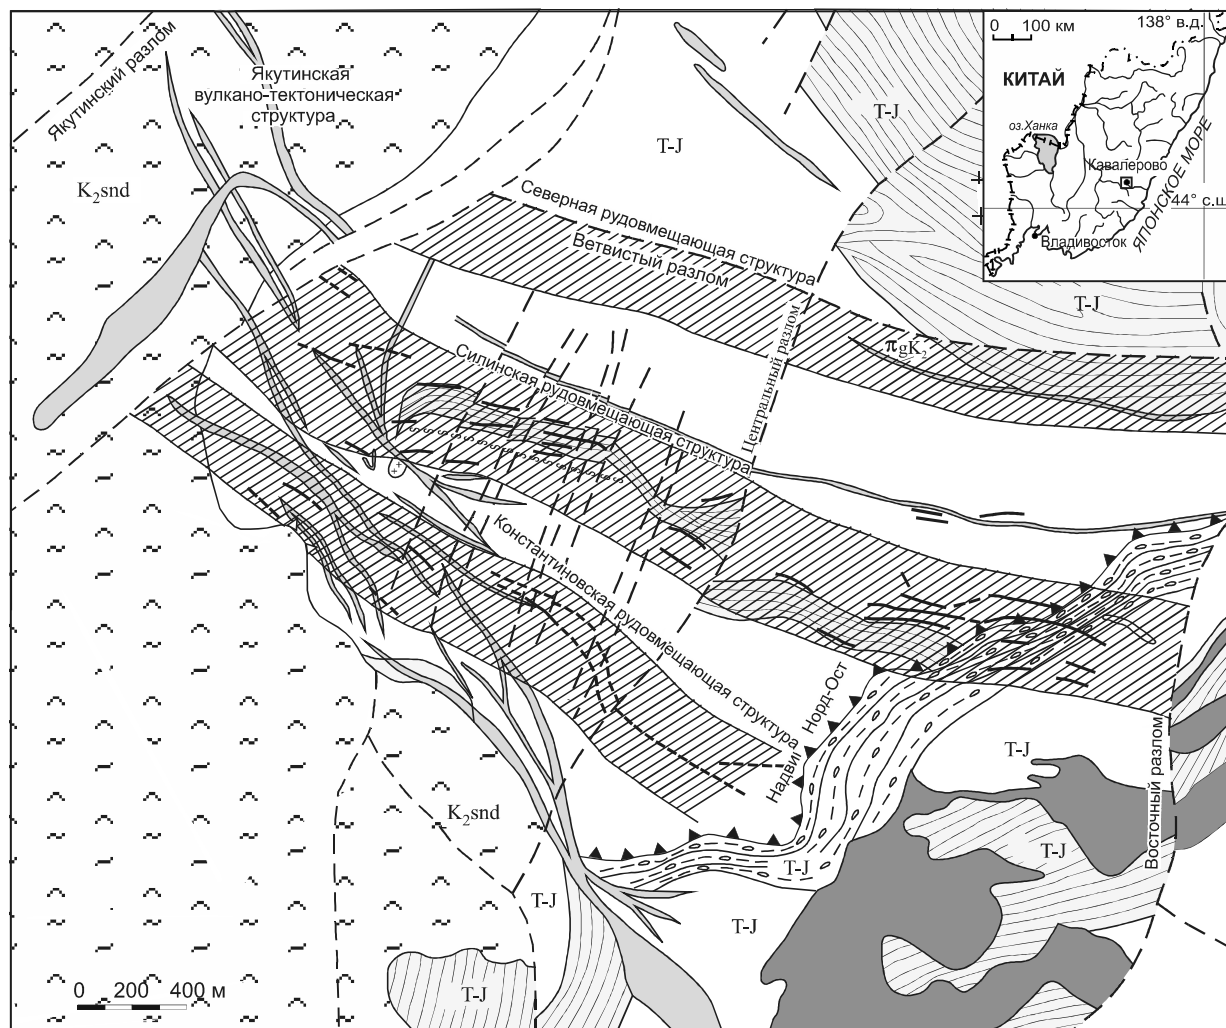 Якутинский разлом
Якутинская
вулкано-тектоническая
структура
K₂snd
T-J
T-J
T-J
0 100 км
138° в.д.
КИТАЙ
оз.Ханка
Кавалерово
ЯПОНСКОЕ МОРЕ
44° с.ш
Владивосток
Северная рудовмещающая структура
Ветвистый разлом
πgK₂
Центральный разлом
Силинская рудовмещающая структура
Константиновская рудовмещающая структура
Надвиг Норд-Ост
Восточный разлом
T-J
K₂snd
T-J
T-J
T-J
T-J
T-J
0 200 400 м